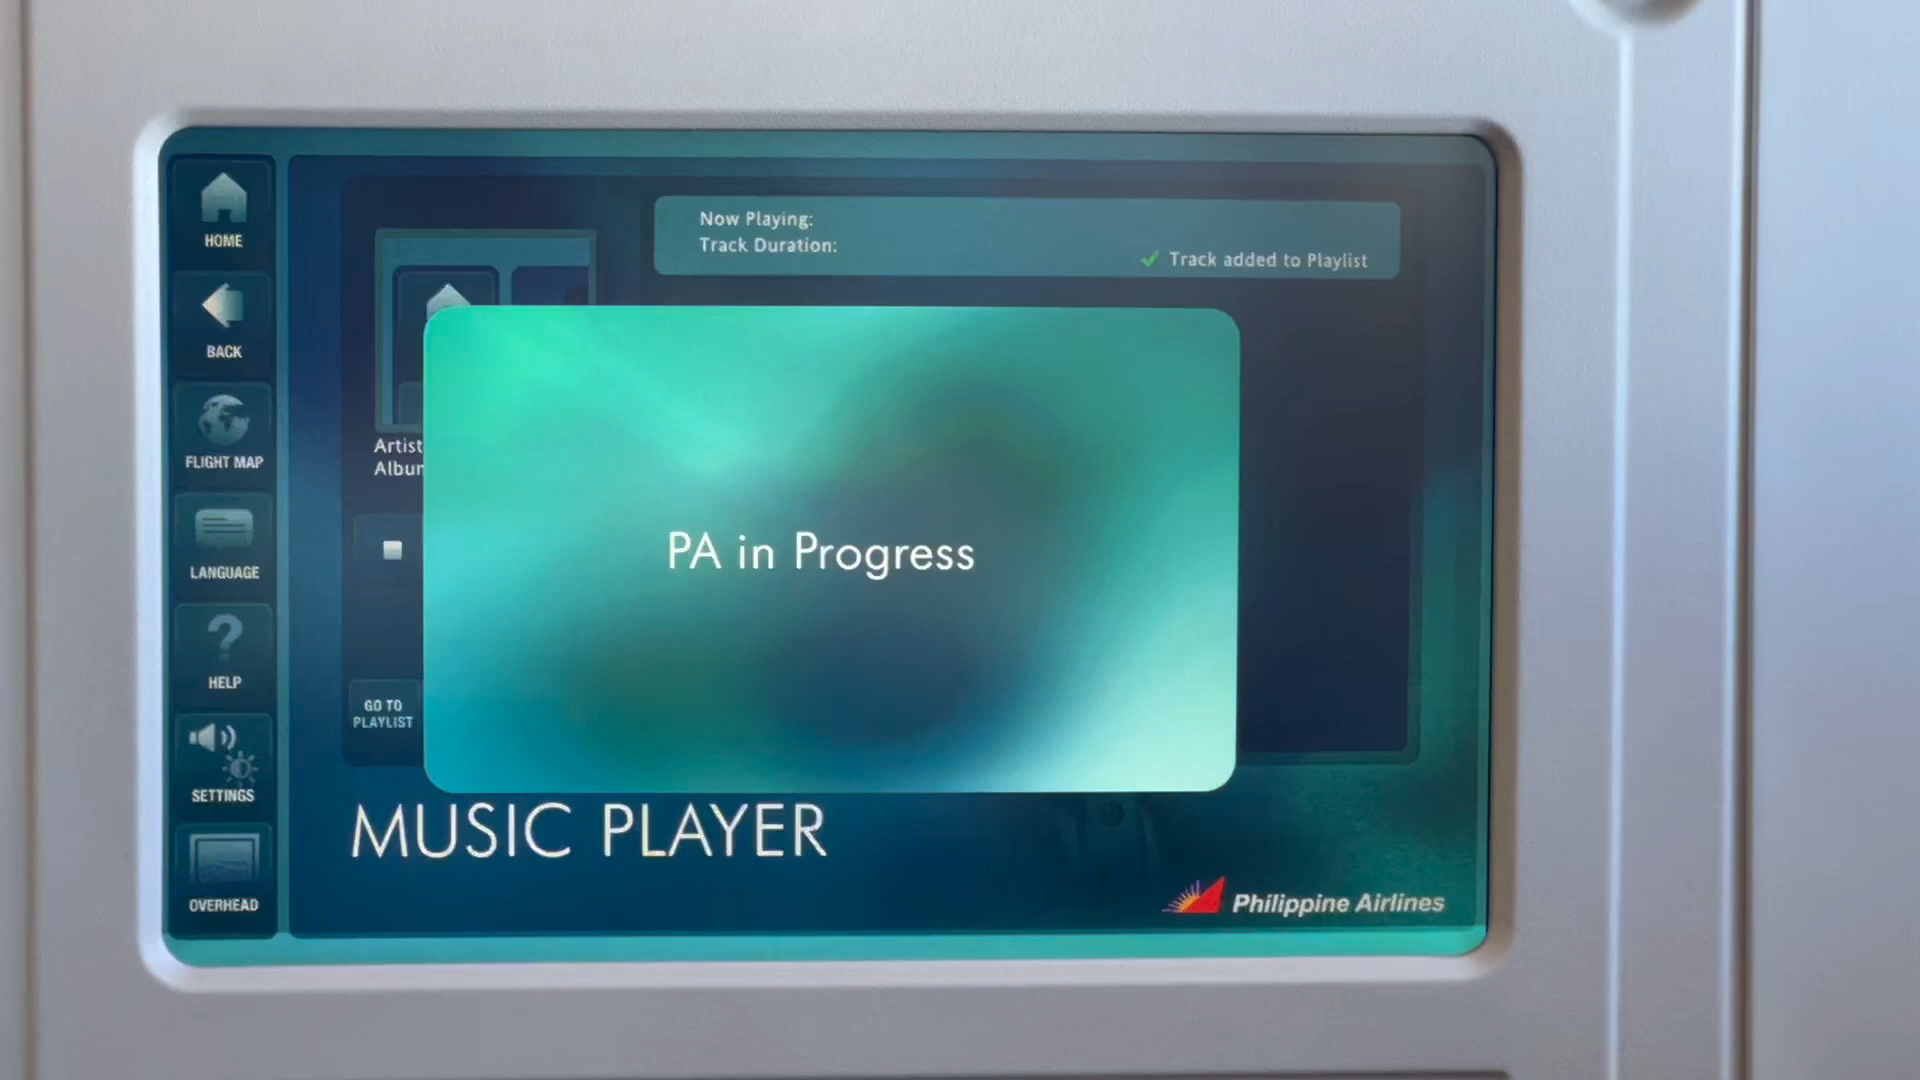 HOME
BACK
FLIGHT MAP
LANGUAGE
HELP
SETTINGS
OVERHEAD
Now Playing:
Track Duration:
Track added to Playlist
Artist
Album
PA in Progress
GO TO
PLAYLIST
MUSIC PLAYER
Philippine Airlines